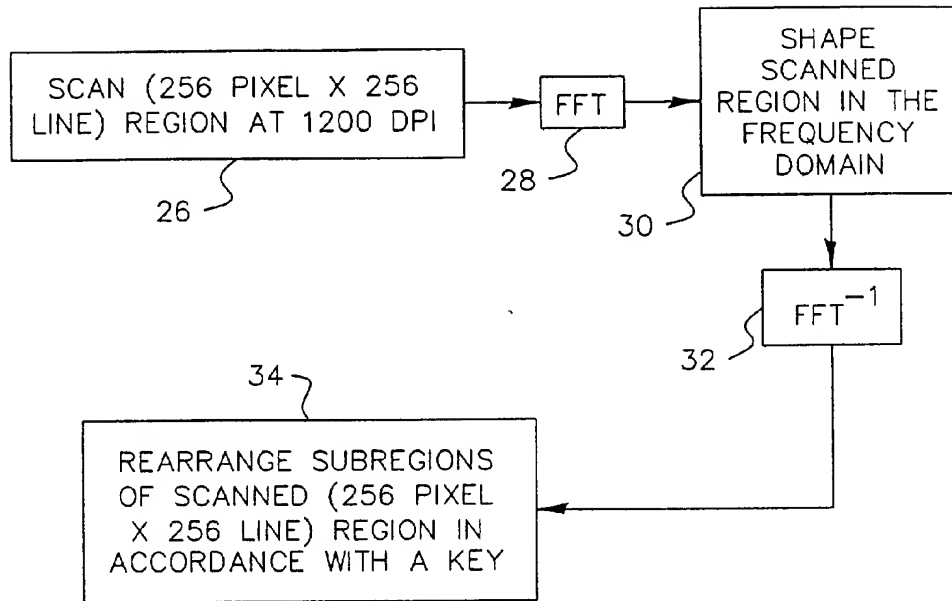 SCAN (256 PIXEL X 256
LINE) REGION AT 1200 DPI
26
FFT
28
SHAPE
SCANNED
REGION IN THE
FREQUENCY
DOMAIN
30
FFT⁻¹
32
34
REARRANGE SUBREGIONS
OF SCANNED (256 PIXEL
X 256 LINE) REGION IN
ACCORDANCE WITH A KEY